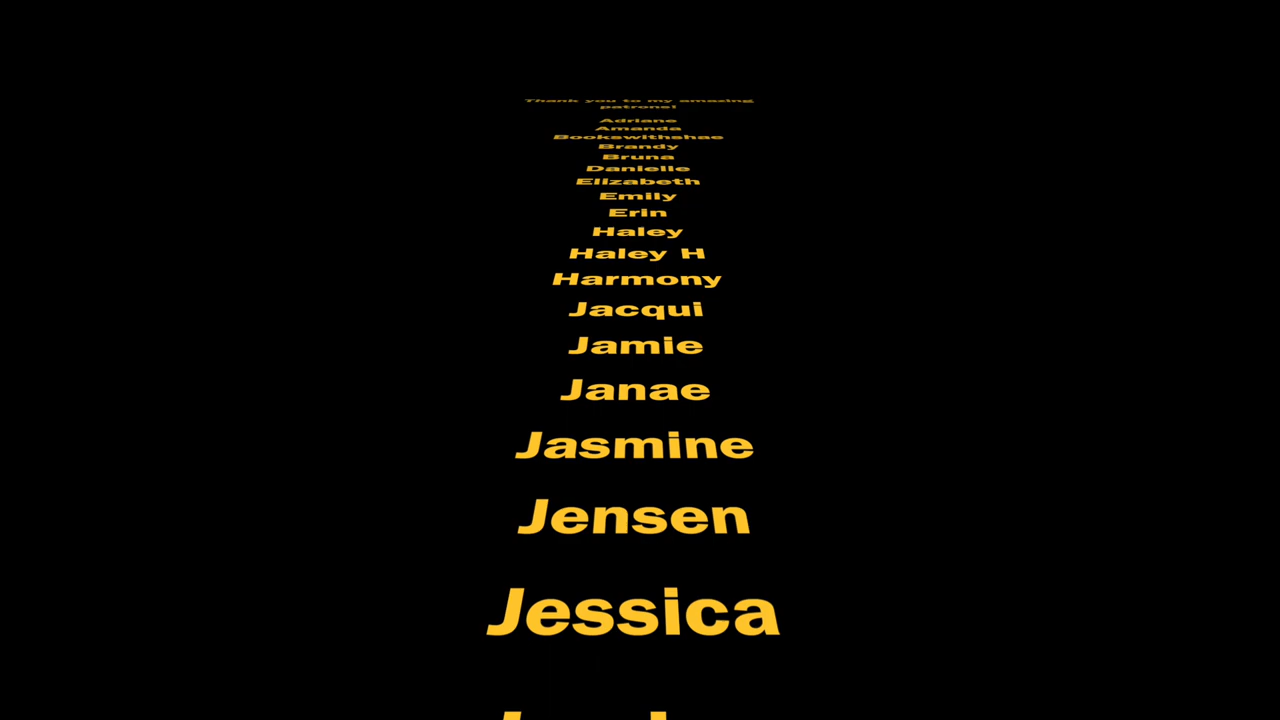 Thank you to my amazing
patrons!
Adriane
Amanda
Bookswithshae
Brandy
Bruna
Danielle
Elizabeth
Emily
Erin
Haley
Haley H
Harmony
Jacqui
Jamie
Janae
Jasmine
Jensen
Jessica